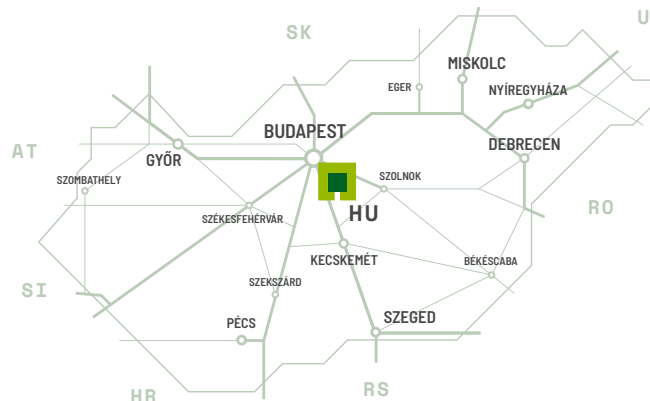 U
SK
MISKOLC
EGER
NYÍREGYHÁZA
BUDAPEST
DEBRECEN
AT
GYŐR
SZOMBATHELY
SZOLNOK
HU
RO
SZÉKESFEHÉRVÁR
KECSKEMÉT
BÉKÉSCABA
SI
SZEKSZÁRD
PÉCS
SZEGED
RS
HR